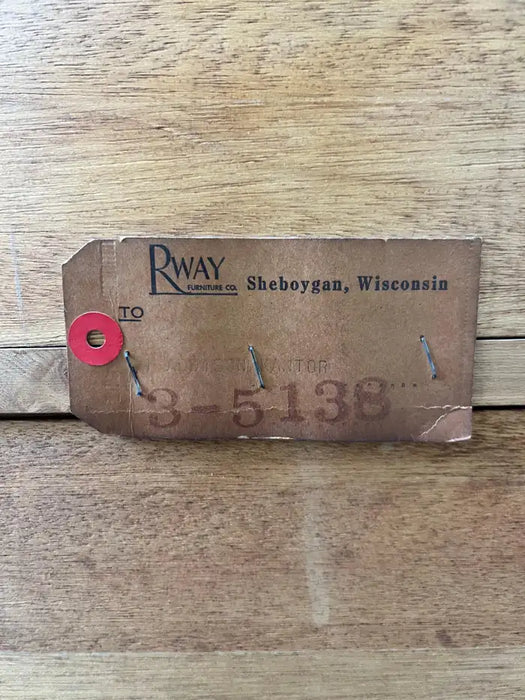 RWAY
FURNITURE CO. Sheboygan, Wisconsin
TO
3-5138